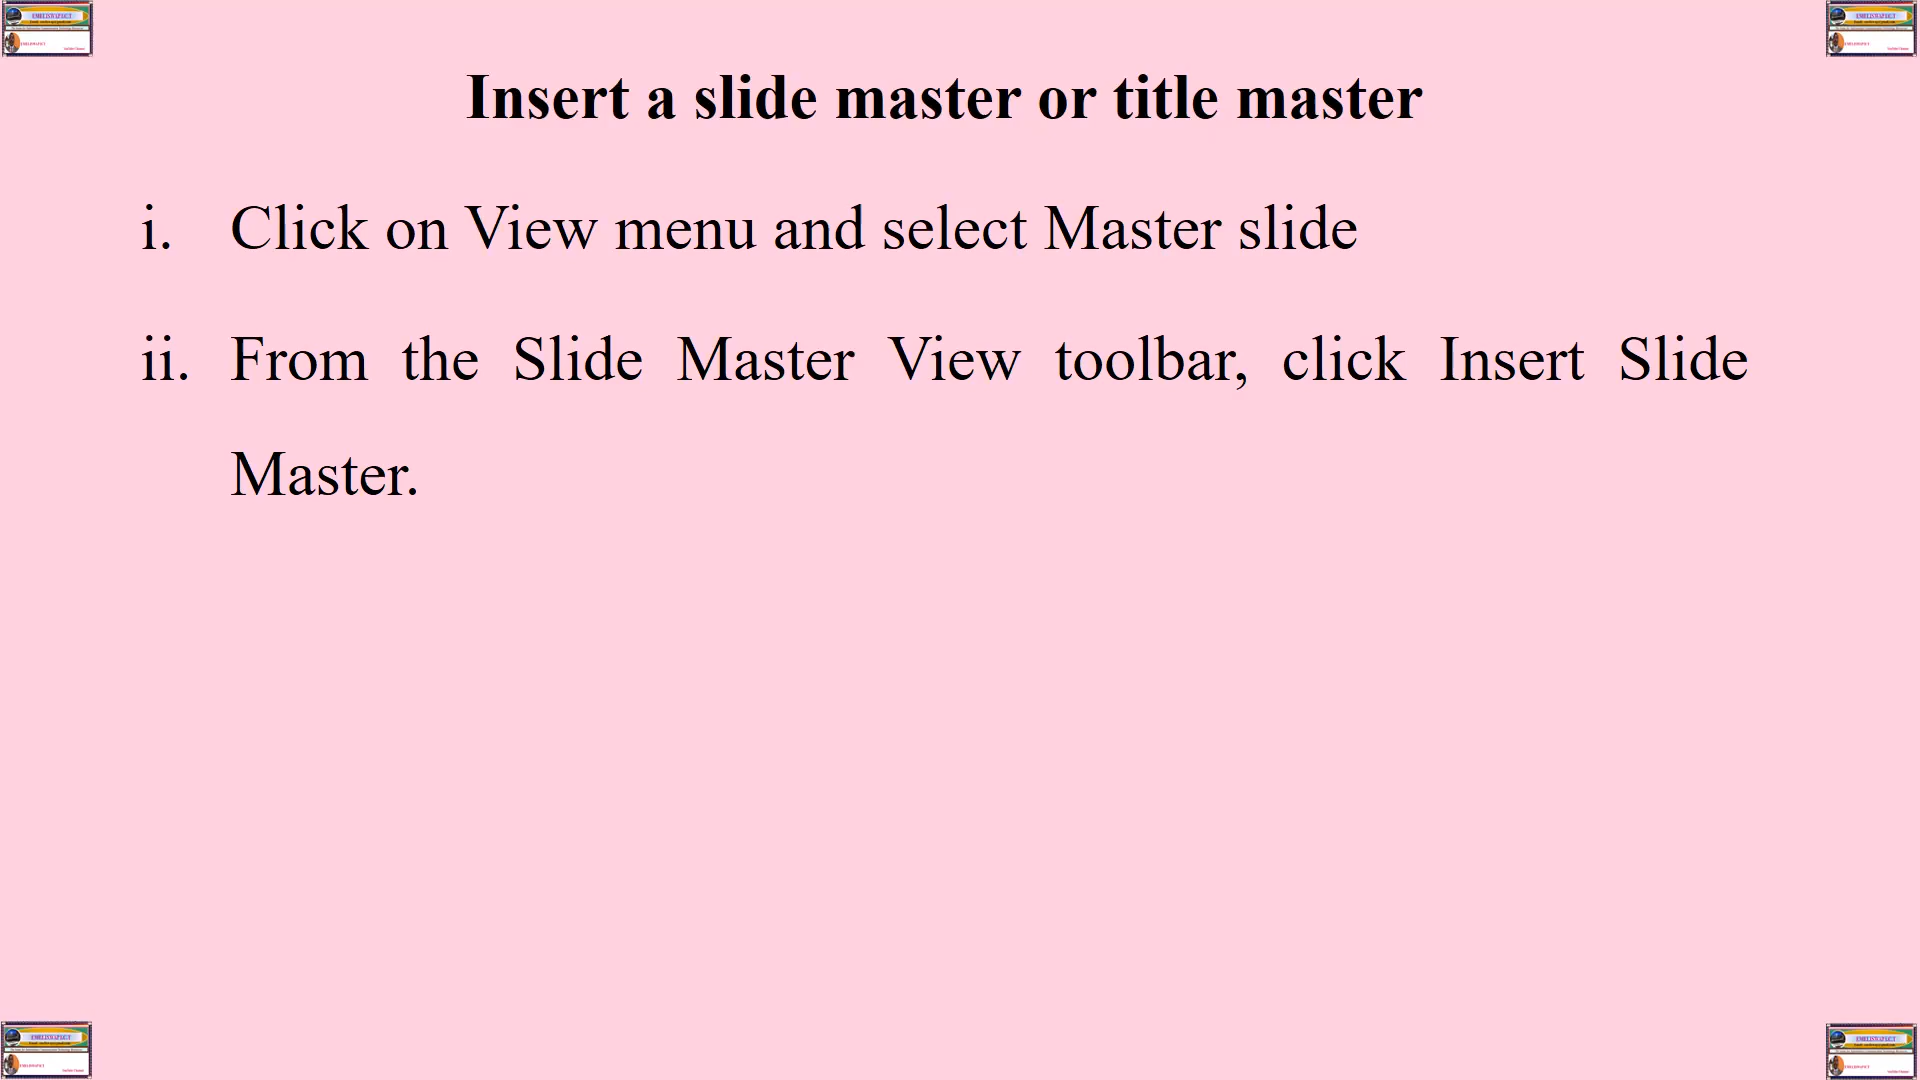 Insert a slide master or title master
i. Click on View menu and select Master slide
ii. From the Slide Master View toolbar, click Insert Slide
Master.